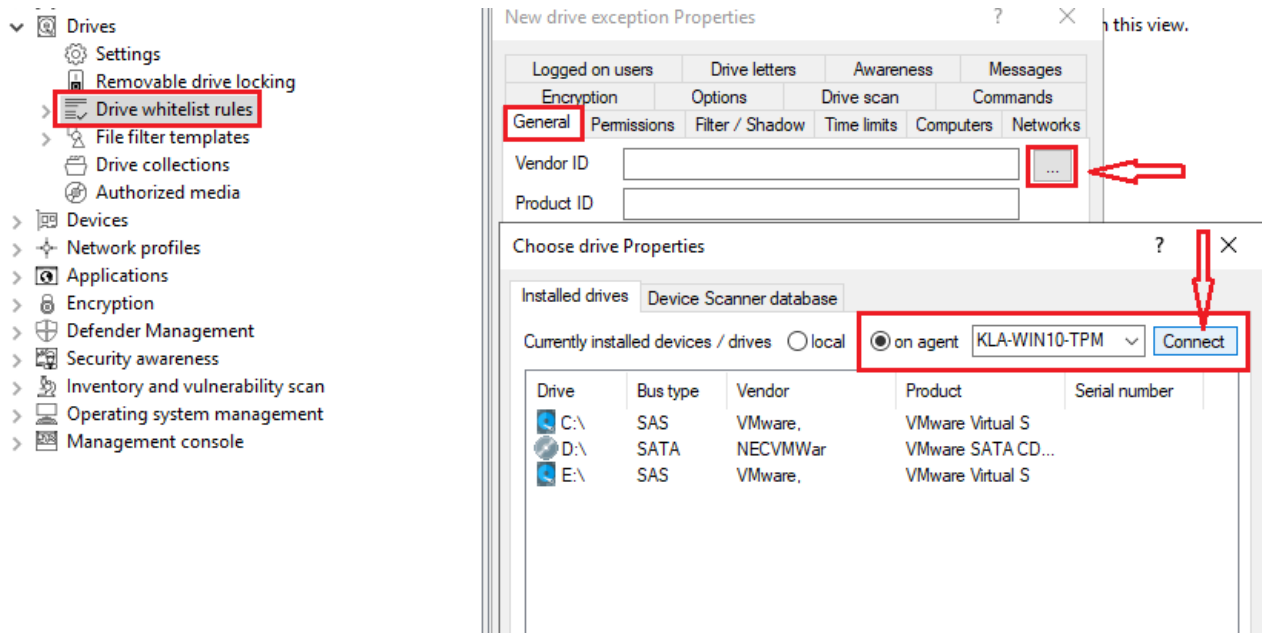 Drives
Settings
Removable drive locking
Drive whitelist rules
File filter templates
Drive collections
Authorized media
Devices
Network profiles
Applications
Encryption
Defender Management
Security awareness
Inventory and vulnerability scan
Operating system management
Management console
New drive exception Properties ?
this view.
Logged on users Drive letters Awareness Messages
Encryption Options Drive scan Commands
General Permissions Filter / Shadow Time limits Computers Networks
Vendor ID ...
Product ID
Choose drive Properties ?
Installed drives Device Scanner database
Currently installed devices / drives local on agent KLA-WIN10-TPM Connect
Drive Bus type Vendor Product Serial number
C:\ SAS VMware, VMware Virtual S
D:\ SATA NECVMWar VMware SATA CD...
E:\ SAS VMware, VMware Virtual S